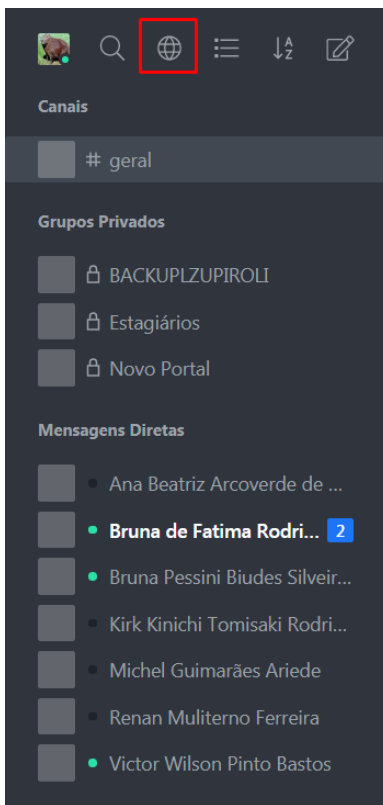 Canais
# geral
Grupos Privados
BACKUPLZUPIROLI
Estagiários
Novo Portal
Mensagens Diretas
Ana Beatriz Arcoverde de ...
Bruna de Fatima Rodri... 2
Bruna Pessini Biudes Silveir...
Kirk Kinichi Tomisaki Rodri...
Michel Guimarães Ariede
Renan Muliterno Ferreira
Victor Wilson Pinto Bastos